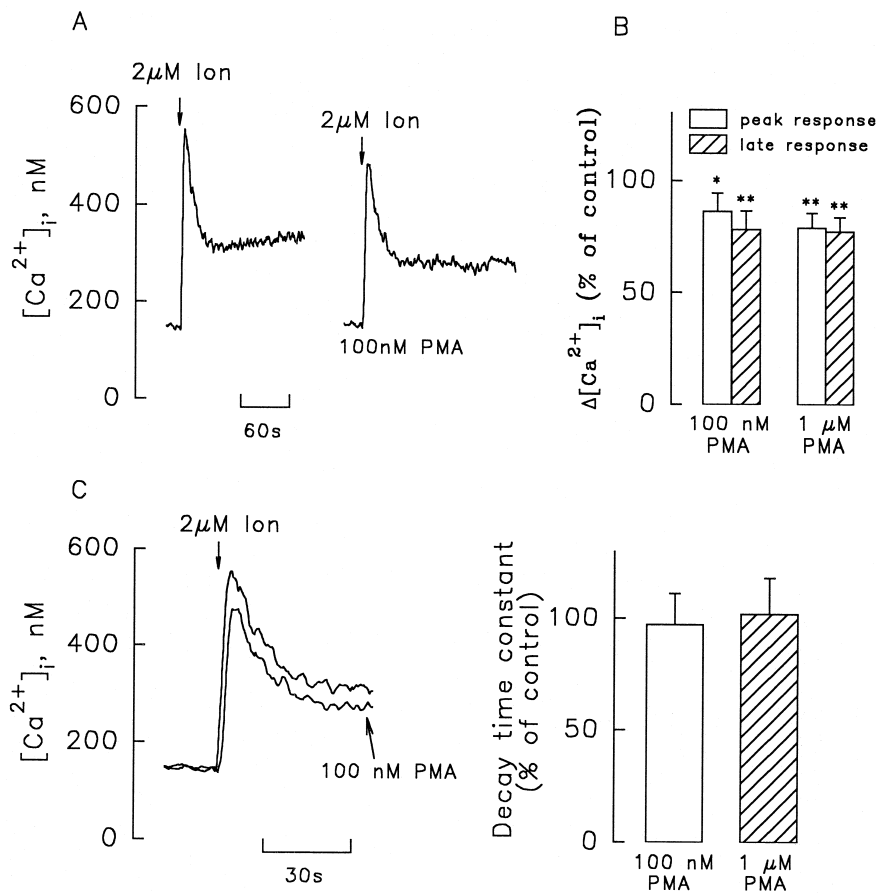 A
2μM Ion
2μM Ion
[Ca2+]i, nM
600
400
200
0
100nM PMA
60s
B
peak response
late response
Δ[Ca2+]i (% of control)
100
50
0
*
**
**
**
100 nM
PMA
1 μM
PMA
C
2μM Ion
[Ca2+]i, nM
600
400
200
0
100 nM PMA
30s
Decay time constant
(% of control)
100
50
0
100 nM
PMA
1 μM
PMA